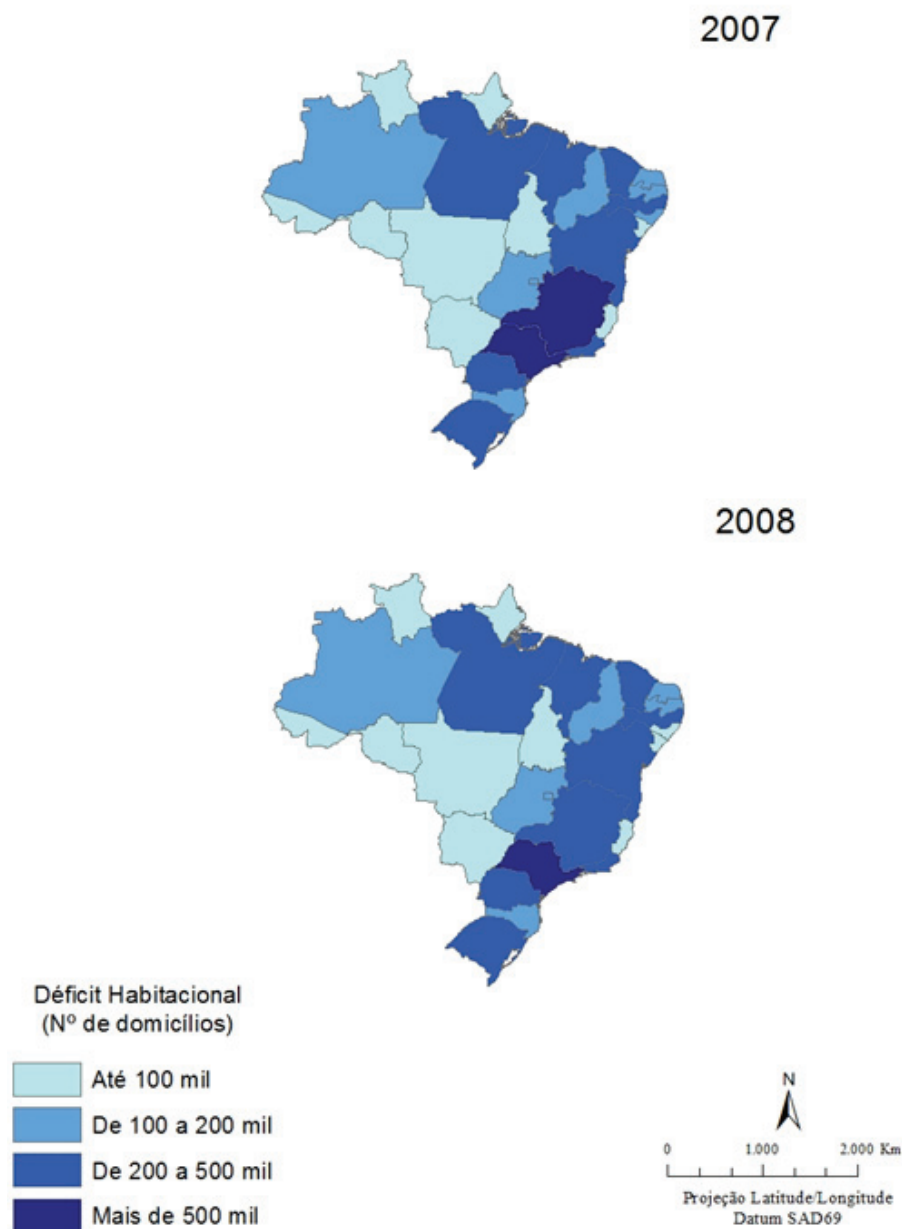 2007
2008
Déficit Habitacional
(Nº de domicílios)
Até 100 mil
De 100 a 200 mil
De 200 a 500 mil
Mais de 500 mil
N
0 1.000 2.000 Km
Projeção Latitude/Longitude
Datum SAD69